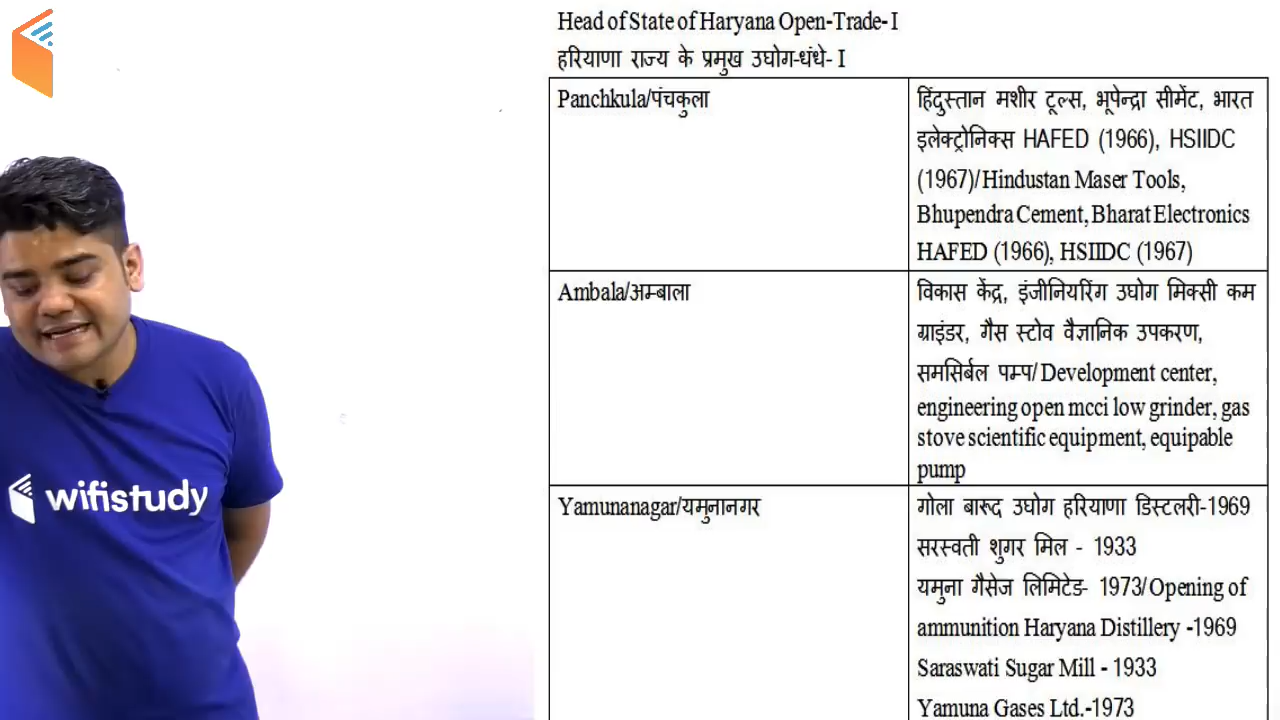 Head of State of Haryana Open-Trade- I
हरियाणा राज्य के प्रमुख उघोग-धंधे- I
Panchkula/पंचकुला
हिंदुस्तान मशीर टूल्स, भूपेन्द्रा सीमेंट, भारत
इलेक्ट्रोनिक्स HAFED (1966), HSIIDC
(1967)/Hindustan Maser Tools,
Bhupendra Cement, Bharat Electronics
HAFED (1966), HSIIDC (1967)
Ambala/अम्बाला
विकास केंद्र, इंजीनियरिंग उघोग मिक्सी कम
ग्राइंडर, गैस स्टोव वैज्ञानिक उपकरण,
समसिर्बल पम्प/ Development center,
engineering open mcci low grinder, gas
stove scientific equipment, equipable
pump
Yamunanagar/यमुनानगर
गोला बारूद उघोग हरियाणा डिस्टलरी-1969
सरस्वती शुगर मिल - 1933
यमुना गैसेज लिमिटेड- 1973/ Opening of
ammunition Haryana Distillery -1969
Saraswati Sugar Mill - 1933
Yamuna Gases Ltd.-1973
wifistudy